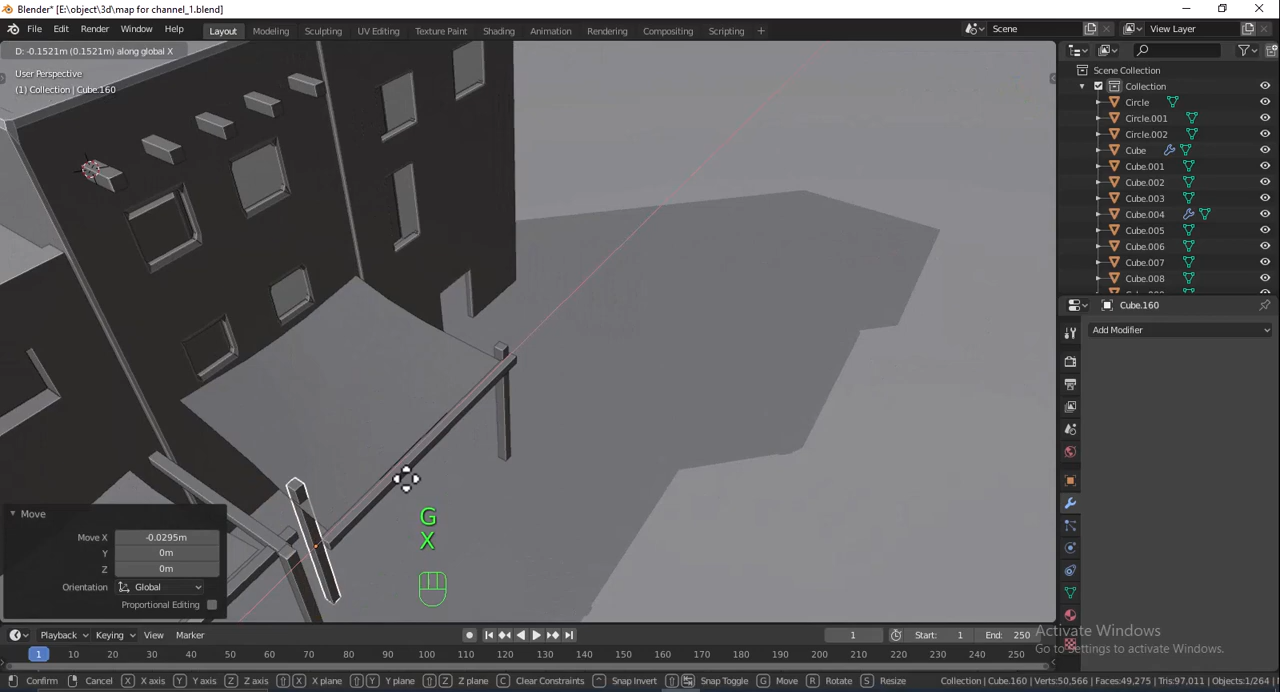 Blender* [E:\object\3d\map for channel_1.blend]
File Edit Render Window Help Layout Modeling Sculpting UV Editing Texture Paint Shading Animation Rendering Compositing Scripting + Scene View Layer
D: -0.1521m (0.1521m) along global X
User Perspective
(1) Collection | Cube.160
Scene Collection
Collection
Circle
Circle.001
Circle.002
Cube
Cube.001
Cube.002
Cube.003
Cube.004
Cube.005
Cube.006
Cube.007
Cube.008
Cube.160
Add Modifier
G
X
Move
Move X -0.0295m
Y 0m
Z 0m
Orientation Global
Proportional Editing
Activate Windows
Go to Settings to activate Windows.
Playback Keying View Marker 1 Start: 1 End: 250
1 10 20 30 40 50 60 70 80 90 100 110 120 130 140 150 160 170 180 190 200 210 220 230 240 250
Confirm Cancel X X axis Y Y axis Z Z axis X X plane Y Y plane Z Z plane C Clear Constraints Snap Invert Snap Toggle G Move R Rotate S Resize Collection | Cube.160 | Verts:50,566 | Faces:49,275 | Tris:97,011 | Objects:1/264